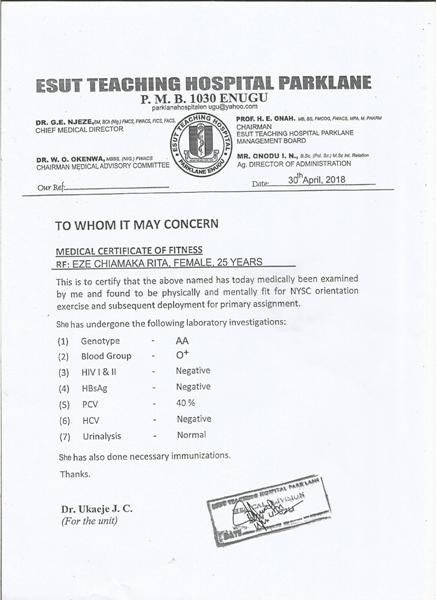 ESUT TEACHING HOSPITAL PARKLANE
P. M. B. 1030 ENUGU
parklanehospitalen ugu@yahoo.com
DR. G.E. NJEZE, BM, BCh (Nig.) FMCS, FWACS, FICS, FACS,
CHIEF MEDICAL DIRECTOR
PROF. H. E. ONAH. MB, BS, FMCOG, FWACS, MPA, M. PHARM
CHAIRMAN
ESUT TEACHING HOSPITAL PARKLANE
MANAGEMENT BOARD
ESUT TEACHING HOSPITAL
PARKLANE ENUGU
DR. W. O. OKENWA, MBBS, (NIG.) FWACS
CHAIRMAN MEDICAL ADVISORY COMMITTEE
MR. ONODU I. N., B.Sc. (Pol. Sc.) M.Sc Int. Relation
Ag. DIRECTOR OF ADMINISTRATION
Our Ref:
Date: 30th April, 2018
TO WHOM IT MAY CONCERN
MEDICAL CERTIFICATE OF FITNESS
RF: EZE CHIAMAKA RITA, FEMALE, 25 YEARS
This is to certify that the above named has today medically been examined
by me and found to be physically and mentally fit for NYSC orientation
exercise and subsequent deployment for primary assignment.
She has undergone the following laboratory investigations:
(1) Genotype - AA
(2) Blood Group - O+
(3) HIV I & II - Negative
(4) HBsAg - Negative
(5) PCV - 40 %
(6) HCV - Negative
(7) Urinalysis - Normal
She has also done necessary immunizations.
Thanks.
Dr. Ukaeje J. C.
(For the unit)
ESUT TEACHING HOSPITAL PARK LANE
MEDICAL DIVISION
DATE